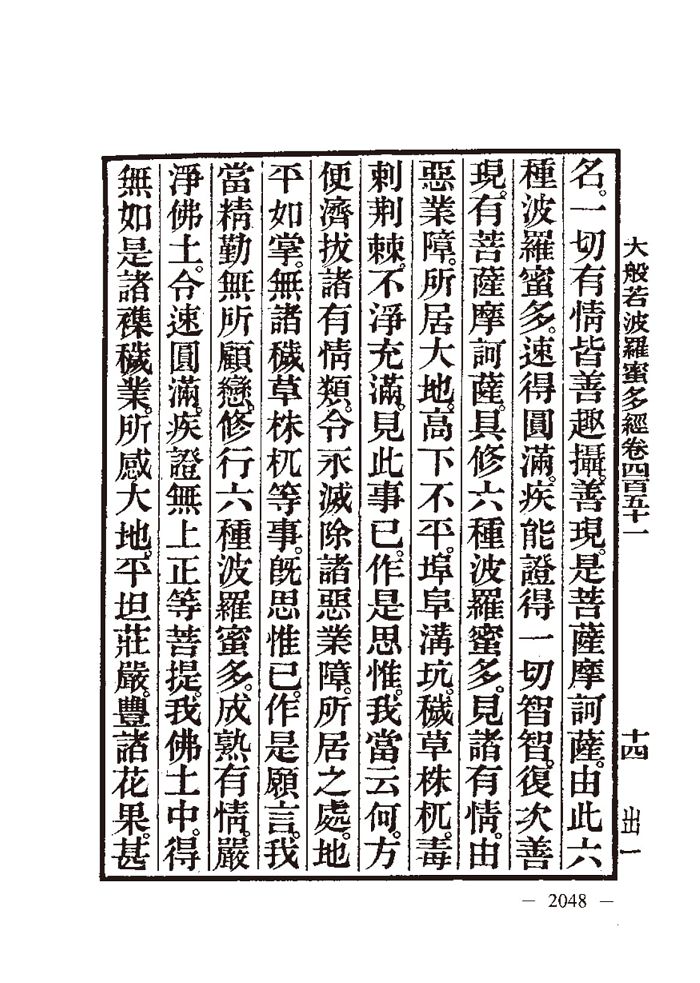 大般若波羅蜜多經卷四百五十一
十四
出一
名。一切有情皆善趣攝。善現。是菩薩摩訶薩。由此六
種波羅蜜多。速得圓滿。疾能證得一切智智。復次善
現。有菩薩摩訶薩。具修六種波羅蜜多。見諸有情。由
惡業障。所居大地。高下不平。埠阜溝坑。穢草株杌。毒
刺荆棘。不淨充滿。見此事已。作是思惟。我當云何。方
便濟拔諸有情類。令永滅除諸惡業障。所居之處。地
平如掌。無諸穢草株杌等事。旣思惟已。作是願言。我
當精勤無所顧戀。修行六種波羅蜜多。成熟有情。嚴
淨佛土。令速圓滿。疾證無上正等菩提。我佛土中。得
無如是諸襍穢業。所感大地。平坦莊嚴。豐諸花果。甚
— 2048 —